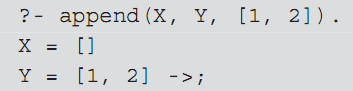 ?- append(X, Y, [1, 2]).
X = []
Y = [1, 2] ->;